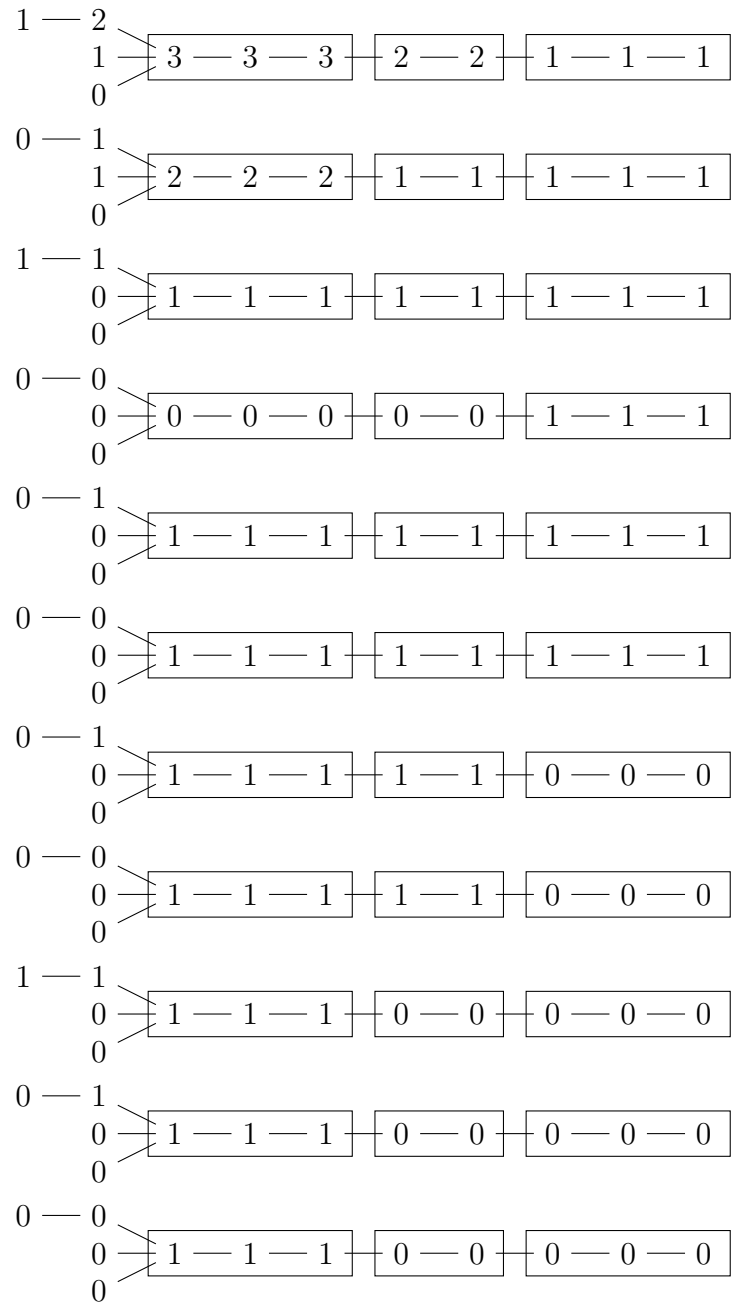 1 — 2
1 3 — 3 — 3 — 2 — 2 — 1 — 1 — 1
0
0 — 1
1 2 — 2 — 2 — 1 — 1 — 1 — 1 — 1
0
1 — 1
0 1 — 1 — 1 — 1 — 1 — 1 — 1 — 1
0
0 — 0
0 0 — 0 — 0 — 0 — 0 — 1 — 1 — 1
0
0 — 1
0 1 — 1 — 1 — 1 — 1 — 1 — 1 — 1
0
0 — 0
0 1 — 1 — 1 — 1 — 1 — 1 — 1 — 1
0
0 — 1
0 1 — 1 — 1 — 1 — 1 — 0 — 0 — 0
0
0 — 0
0 1 — 1 — 1 — 1 — 1 — 0 — 0 — 0
0
1 — 1
0 1 — 1 — 1 — 0 — 0 — 0 — 0 — 0
0
0 — 1
0 1 — 1 — 1 — 0 — 0 — 0 — 0 — 0
0
0 — 0
0 1 — 1 — 1 — 0 — 0 — 0 — 0 — 0
0